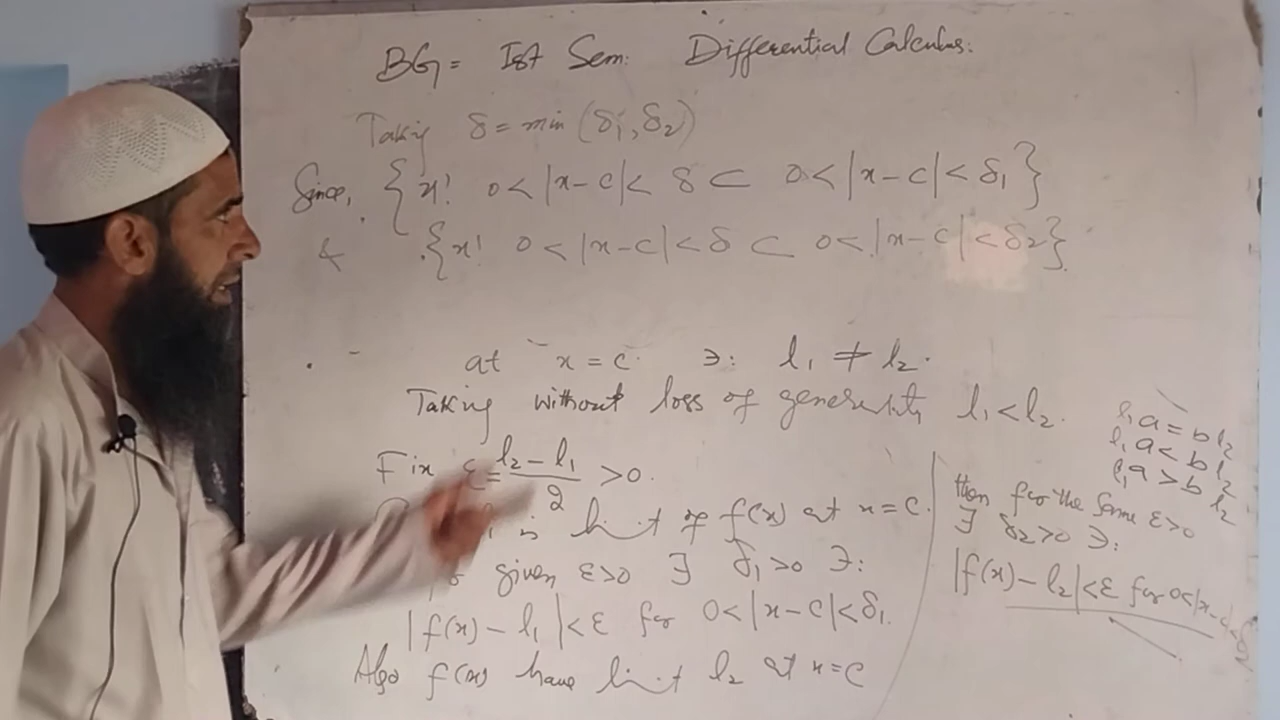 BG = Ist Sem: Differential Calculus:
Taking δ = min (δ₁, δ₂)
Since, {x! 0 < |x-c| < δ ⊂ 0 < |x-c| < δ₁}
& {x! 0 < |x-c| < δ ⊂ 0 < |x-c| < δ₂}
at x = c ∋: l₁ ≠ l₂.
Taking without loss of generality l₁ < l₂.
Fix ε = (l₂ - l₁)/2 > 0.
is limit of f(x) at x = c.
given ε>0 ∃ δ₁>0 ∋:
|f(x) - l₁| < ε for 0 < |x-c| < δ₁.
Also f(x) have limit l₂ at x = c
l₁ a = b l₂
l₁ a < b l₂
l₁ a > b l₂
then for the same ε>0
∃ δ₂>0 ∋:
|f(x) - l₂| < ε for 0<|x-c|<δ₂